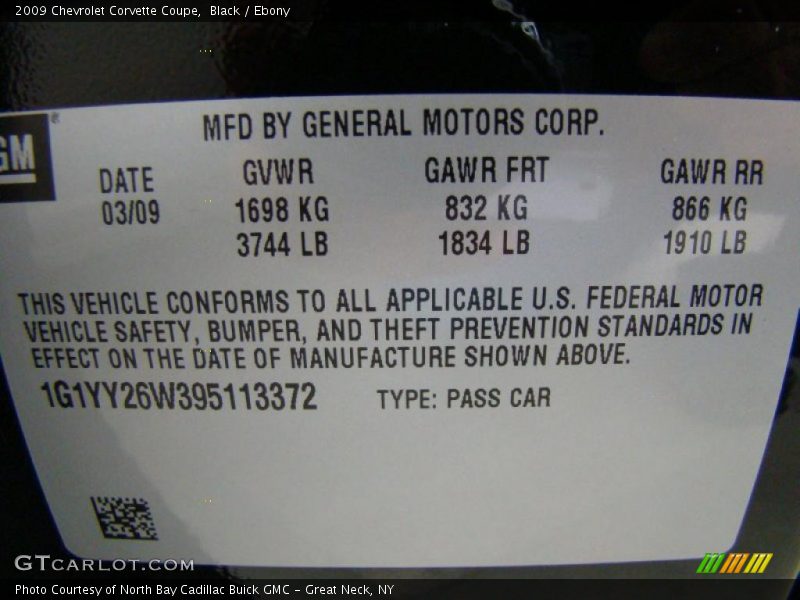 2009 Chevrolet Corvette Coupe, Black / Ebony
MFD BY GENERAL MOTORS CORP.
GM
DATE GVWR GAWR FRT GAWR RR
03/09 1698 KG 832 KG 866 KG
3744 LB 1834 LB 1910 LB
THIS VEHICLE CONFORMS TO ALL APPLICABLE U.S. FEDERAL MOTOR
VEHICLE SAFETY, BUMPER, AND THEFT PREVENTION STANDARDS IN
EFFECT ON THE DATE OF MANUFACTURE SHOWN ABOVE.
1G1YY26W395113372 TYPE: PASS CAR
GTCARLOT.COM
Photo Courtesy of North Bay Cadillac Buick GMC - Great Neck, NY